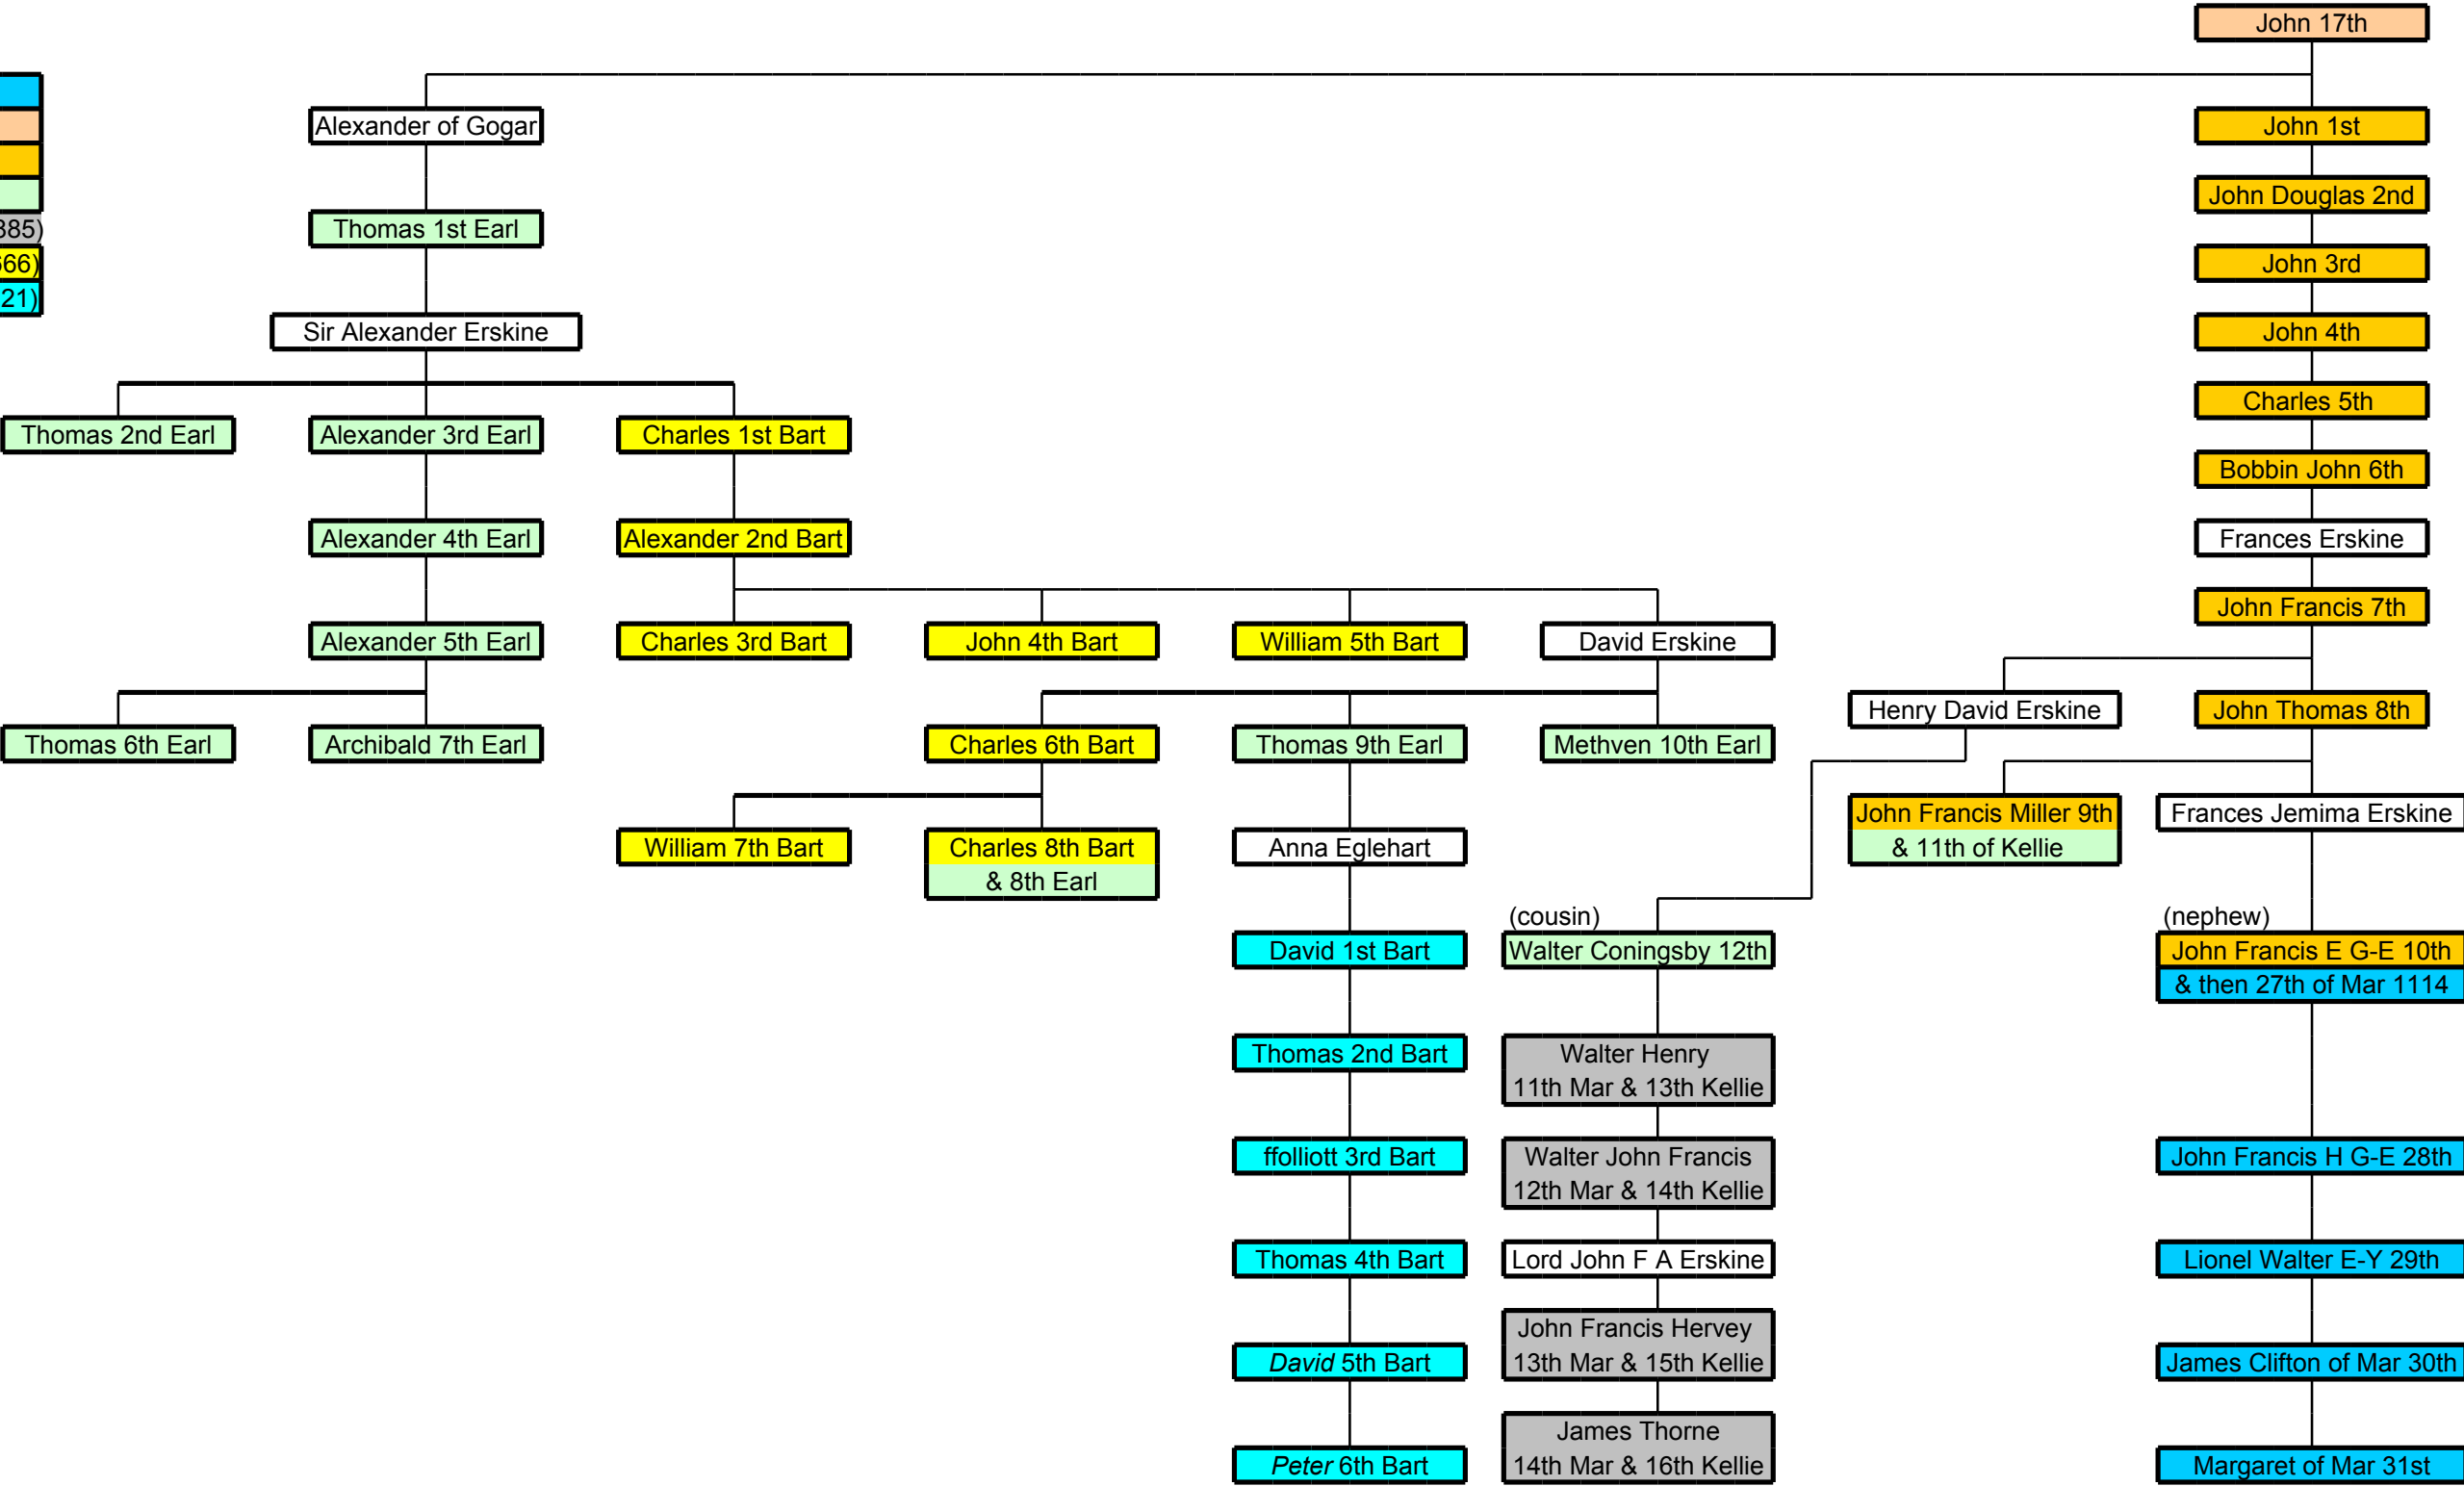 John 17th
Alexander of Gogar
John 1st
John Douglas 2nd
385)
Thomas 1st Earl
666)
John 3rd
21)
Sir Alexander Erskine
John 4th
Charles 5th
Thomas 2nd Earl
Alexander 3rd Earl
Charles 1st Bart
Bobbin John 6th
Alexander 4th Earl
Alexander 2nd Bart
Frances Erskine
John Francis 7th
Alexander 5th Earl
Charles 3rd Bart
John 4th Bart
William 5th Bart
David Erskine
Henry David Erskine
John Thomas 8th
Thomas 6th Earl
Archibald 7th Earl
Charles 6th Bart
Thomas 9th Earl
Methven 10th Earl
John Francis Miller 9th
& 11th of Kellie
Frances Jemima Erskine
William 7th Bart
Charles 8th Bart
& 8th Earl
Anna Eglehart
(cousin)
(nephew)
David 1st Bart
Walter Coningsby 12th
John Francis E G-E 10th
& then 27th of Mar 1114
Thomas 2nd Bart
Walter Henry
11th Mar & 13th Kellie
ffolliott 3rd Bart
Walter John Francis
12th Mar & 14th Kellie
John Francis H G-E 28th
Thomas 4th Bart
Lord John F A Erskine
Lionel Walter E-Y 29th
John Francis Hervey
13th Mar & 15th Kellie
David 5th Bart
James Clifton of Mar 30th
James Thorne
14th Mar & 16th Kellie
Peter 6th Bart
Margaret of Mar 31st